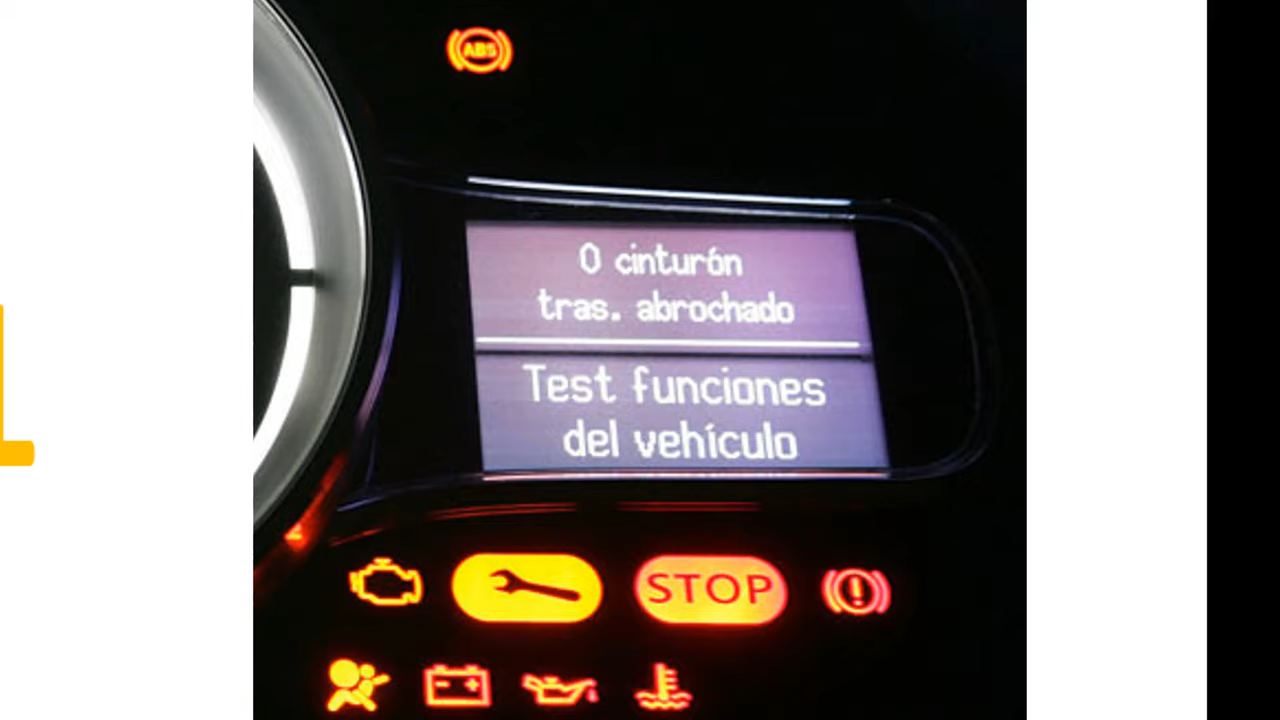 ABS
0 cinturón
tras. abrochado
Test funciones
del vehículo
STOP